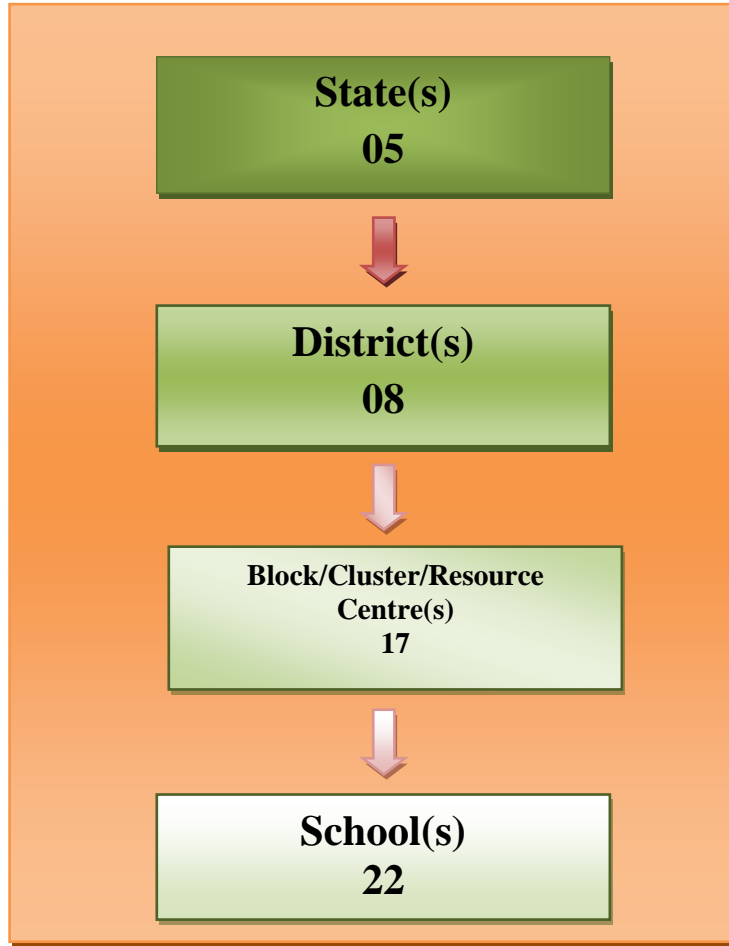 State(s)
05
District(s)
08
Block/Cluster/Resource
Centre(s)
17
School(s)
22